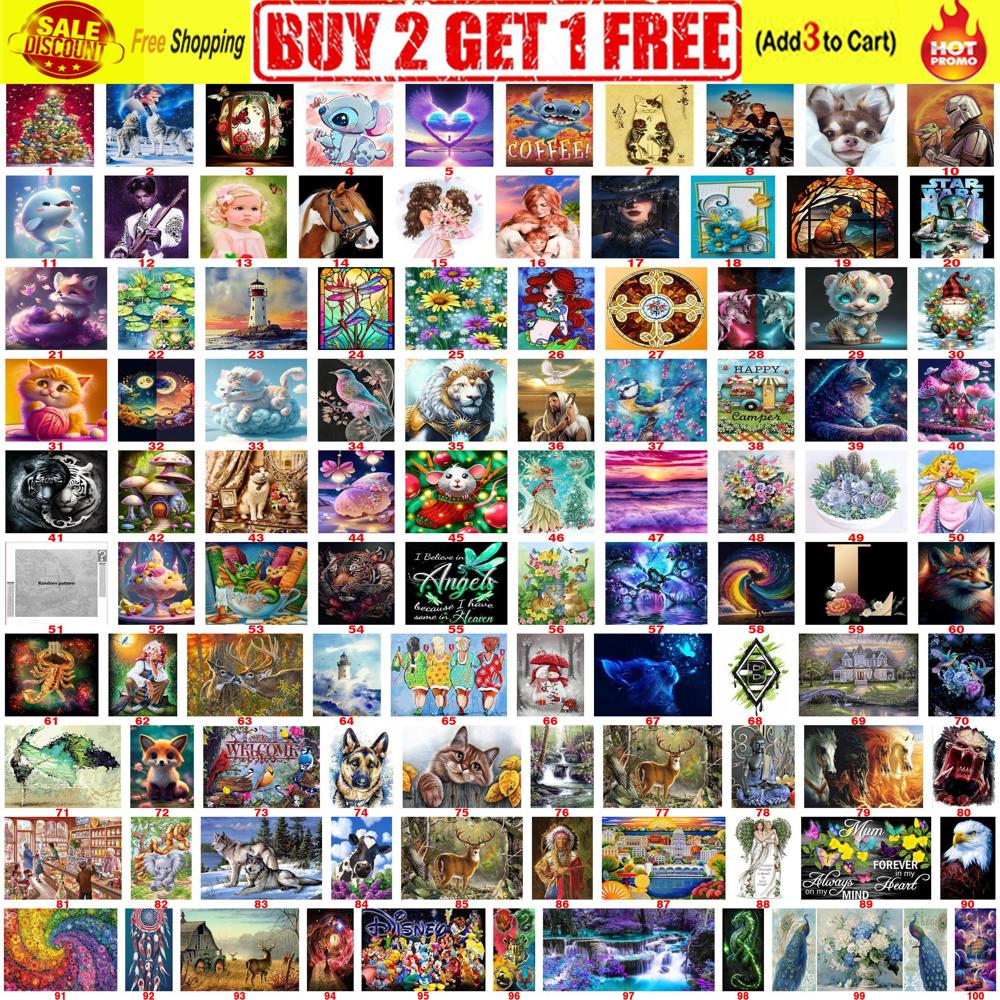 SALE
DISCOUNT
Free Shopping
BUY 2 GET 1 FREE
(Add 3 to Cart)
HOT
PROMO
COFFEE!
1 2 3 4 5 6 7 8 9 10
STAR
WARS
11 12 13 14 15 16 17 18 19 20
21 22 23 24 25 26 27 28 29 30
HAPPY
Camper
31 32 33 34 35 36 37 38 39 40
41 42 43 44 45 46 47 48 49 50
Random pattern
?
I Believe in
Angels
because I have
some in Heaven
51 52 53 54 55 56 57 58 59 60
B
61 62 63 64 65 66 67 68 69 70
WELCOME
71 72 73 74 75 76 77 78 79 80
Mum
FOREVER
in my
Heart
Always
on my MIND
81 82 83 84 85 86 87 88 89 90
DISNEY
91 92 93 94 95 96 97 98 99 100